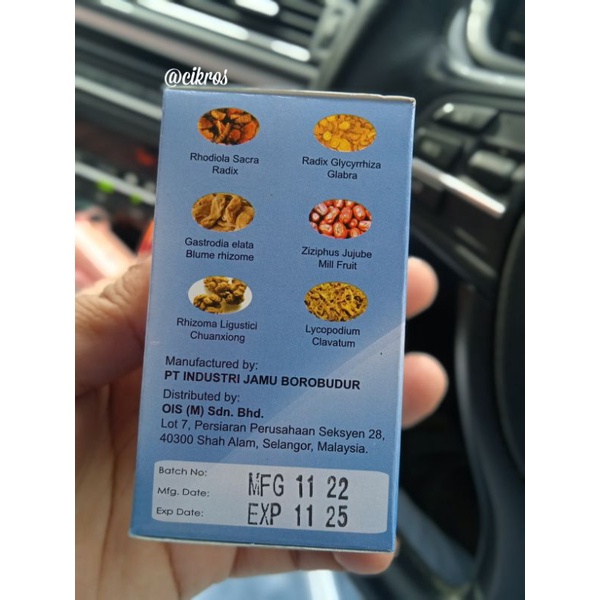 @cikros
Rhodiola Sacra
Radix
Radix Glycyrrhiza
Glabra
Gastrodia elata
Blume rhizome
Ziziphus Jujube
Mill Fruit
Rhizoma Ligustici
Chuanxiong
Lycopodium
Clavatum
Manufactured by:
PT INDUSTRI JAMU BOROBUDUR
Distributed by:
OIS (M) Sdn. Bhd.
Lot 7, Persiaran Perusahaan Seksyen 28,
40300 Shah Alam, Selangor, Malaysia.
Batch No:
Mfg. Date: MFG 11 22
Exp Date: EXP 11 25